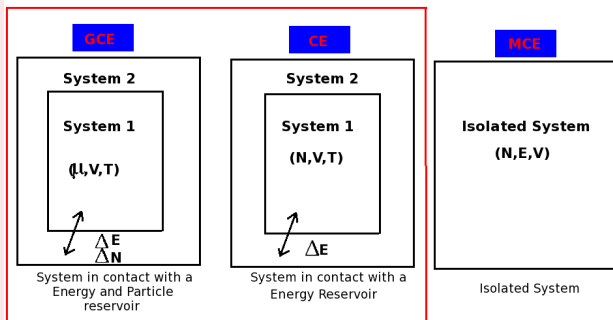 GCE
System 2
System 1
(μ,V,T)
ΔE
ΔN
System in contact with a
Energy and Particle
reservoir
CE
System 2
System 1
(N,V,T)
ΔE
System in contact with a
Energy Reservoir
MCE
Isolated System
(N,E,V)
Isolated System